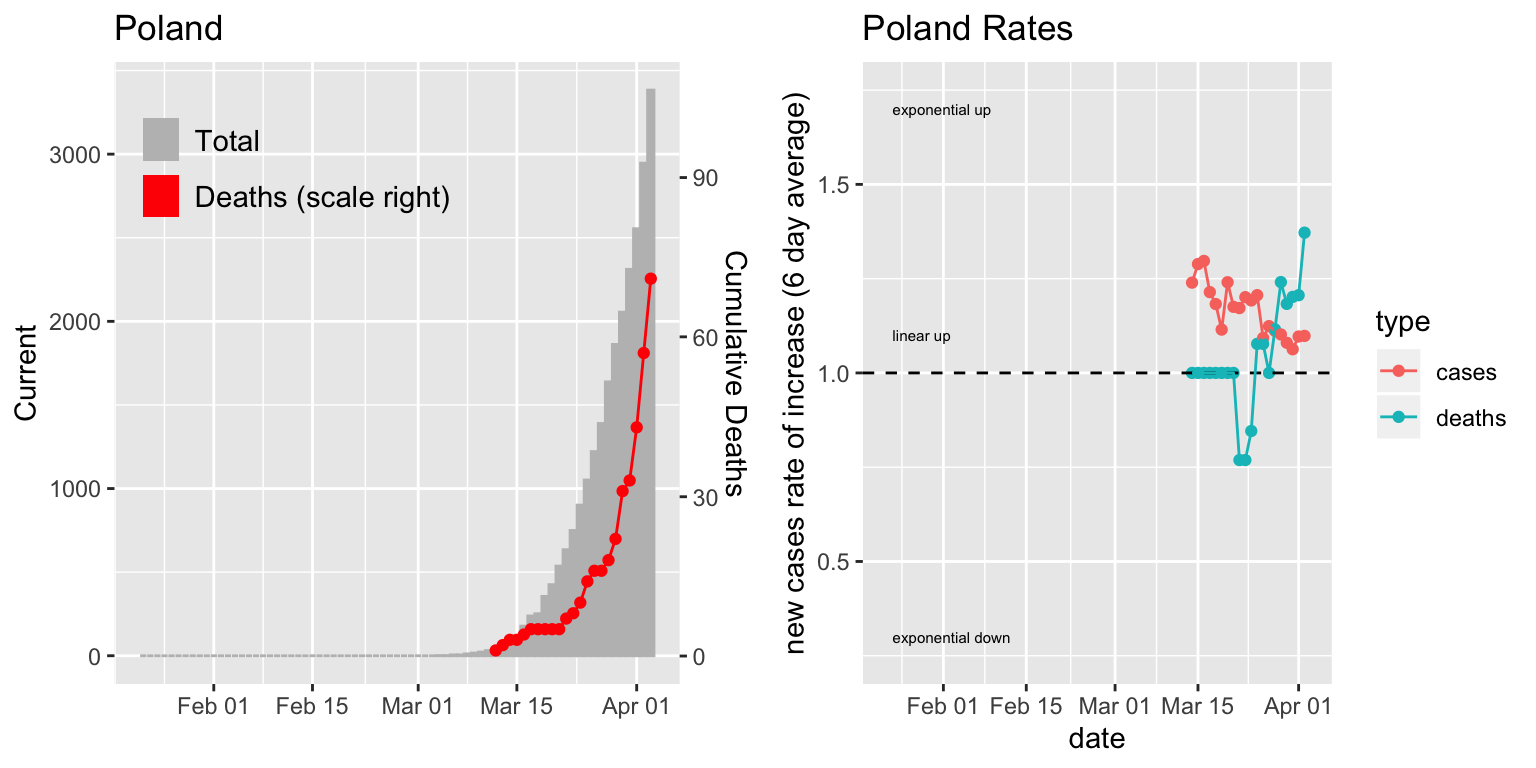 Poland
Total
Deaths (scale right)
Current
3000
2000
1000
0
90
60
30
0
Cumulative Deaths
Feb 01
Feb 15
Mar 01
Mar 15
Apr 01
Poland Rates
exponential up
linear up
exponential down
new cases rate of increase (6 day average)
1.5
1.0
0.5
Feb 01
Feb 15
Mar 01
Mar 15
Apr 01
date
type
cases
deaths